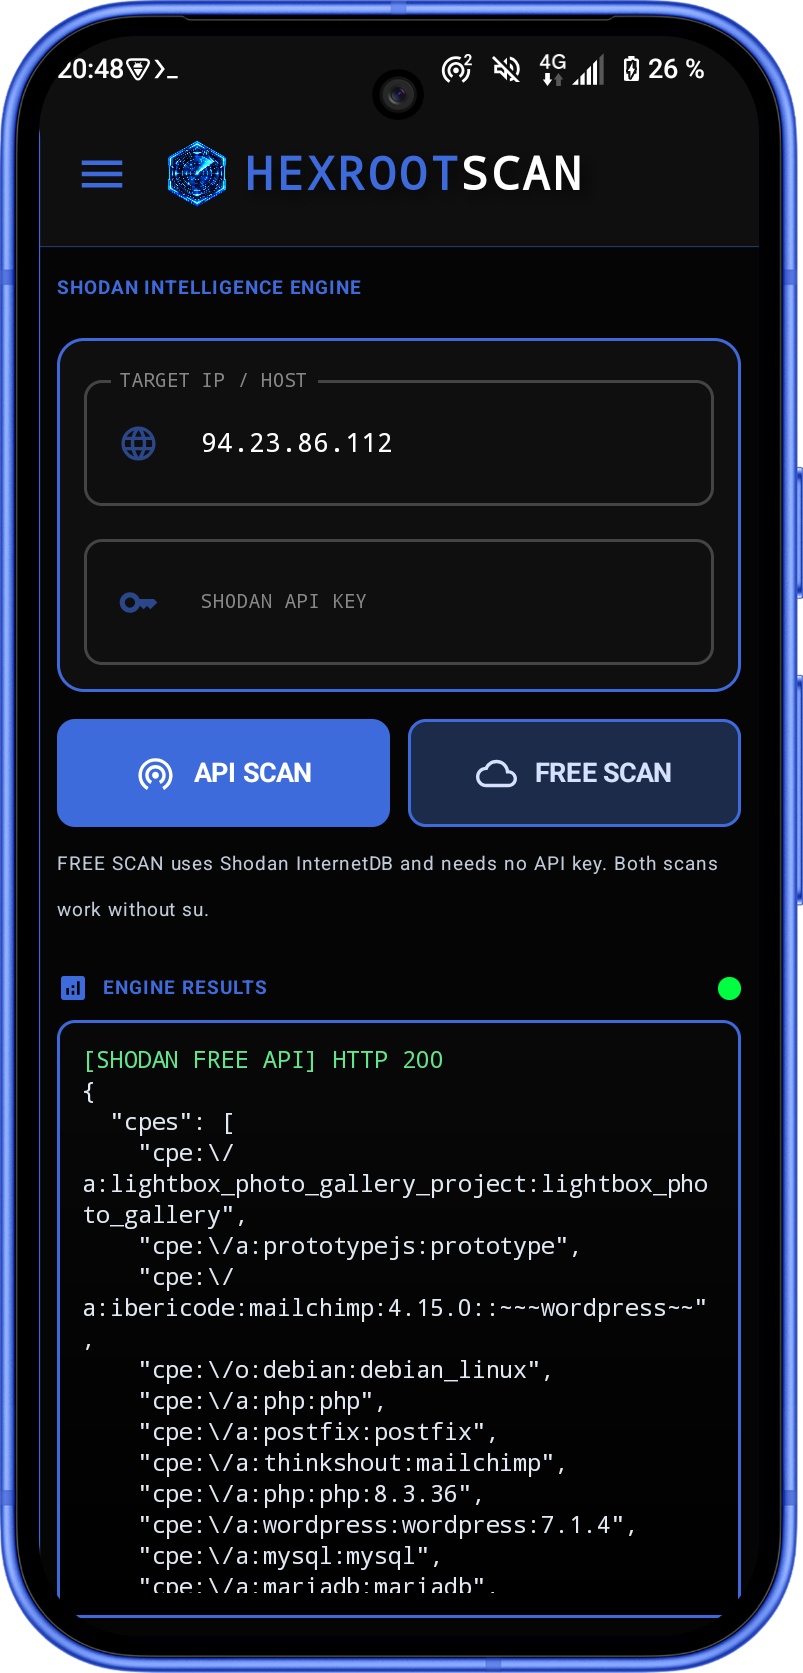 20:48
2
4G
26 %
HEXROOTSCAN
SHODAN INTELLIGENCE ENGINE
TARGET IP / HOST
94.23.86.112
SHODAN API KEY
API SCAN
FREE SCAN
FREE SCAN uses Shodan InternetDB and needs no API key. Both scans
work without su.
ENGINE RESULTS
[SHODAN FREE API] HTTP 200
{
  "cpes": [
    "cpe:\/
a:lightbox_photo_gallery_project:lightbox_pho
to_gallery",
    "cpe:\/a:prototypejs:prototype",
    "cpe:\/
a:ibericode:mailchimp:4.15.0::~~~wordpress~~"
,
    "cpe:\/o:debian:debian_linux",
    "cpe:\/a:php:php",
    "cpe:\/a:postfix:postfix",
    "cpe:\/a:thinkshout:mailchimp",
    "cpe:\/a:php:php:8.3.36",
    "cpe:\/a:wordpress:wordpress:7.1.4",
    "cpe:\/a:mysql:mysql",
    "cpe:\/a:mariadb:mariadb",